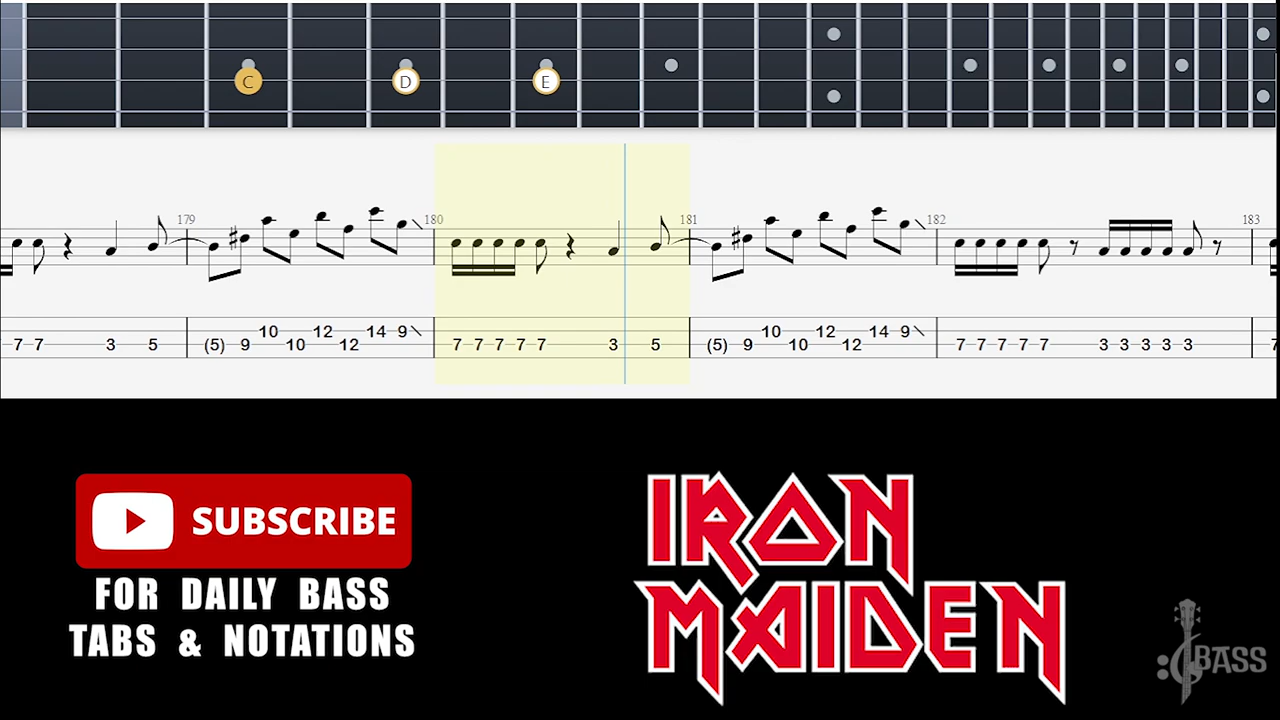 C D E
179 180 181 182 183
10 12 14 9 10 12 14 9
7 7 3 5 (5) 9 10 12 7 7 7 7 7 3 5 (5) 9 10 12 7 7 7 7 7 3 3 3 3 3 7
SUBSCRIBE
FOR DAILY BASS
TABS & NOTATIONS
IRON
MAIDEN
BASS